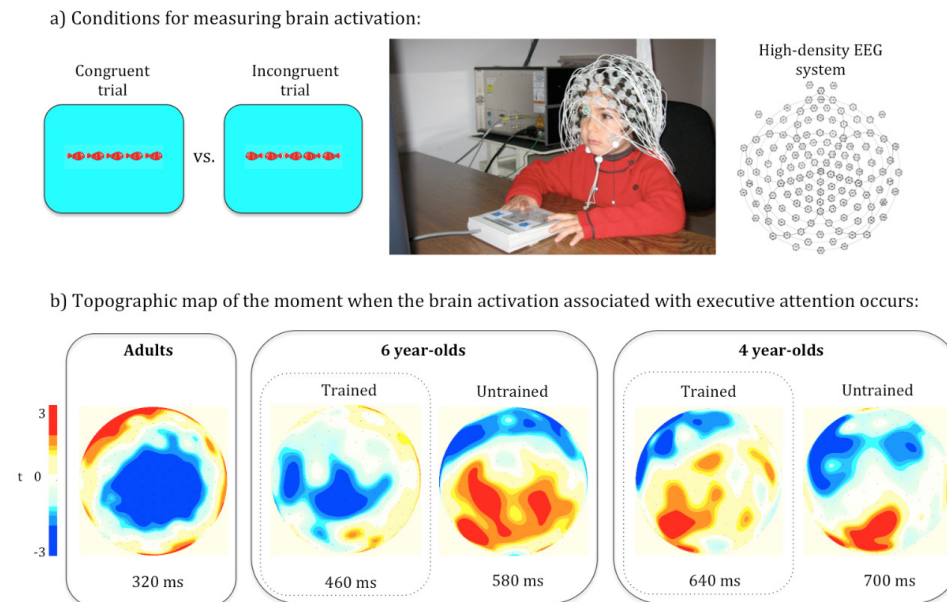 a) Conditions for measuring brain activation:
Congruent
trial
vs.
Incongruent
trial
High-density EEG
system
b) Topographic map of the moment when the brain activation associated with executive attention occurs:
Adults
6 year-olds
4 year-olds
Trained
Untrained
Trained
Untrained
3
t 0
-3
320 ms
460 ms
580 ms
640 ms
700 ms